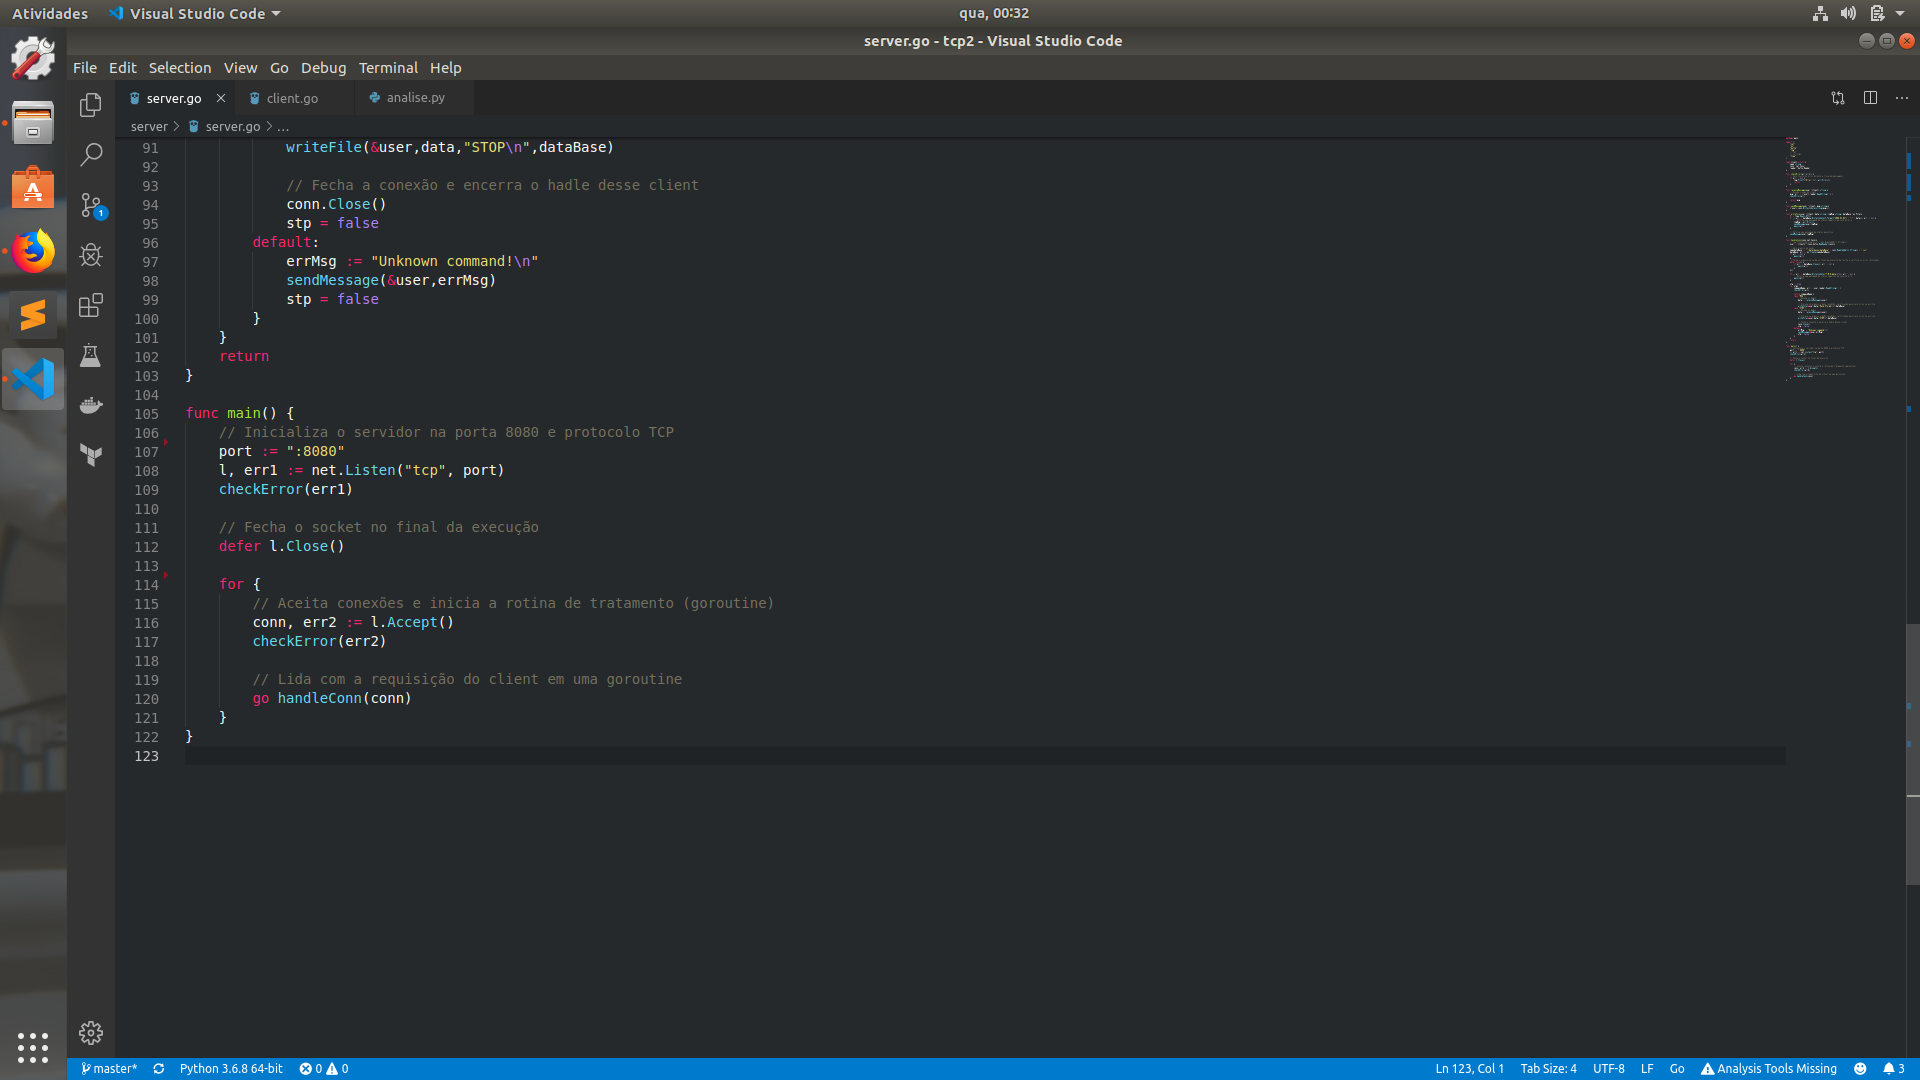 Atividades Visual Studio Code qua, 00:32
server.go - tcp2 - Visual Studio Code
File Edit Selection View Go Debug Terminal Help
server.go client.go analise.py
server > server.go > ...
91 writeFile(&user,data,"STOP\n",dataBase)
92
93 // Fecha a conexão e encerra o hadle desse client
94 conn.Close()
95 stp = false
96 default:
97 errMsg := "Unknown command!\n"
98 sendMessage(&user,errMsg)
99 stp = false
100 }
101 }
102 return
103 }
104
105 func main() {
106 // Inicializa o servidor na porta 8080 e protocolo TCP
107 port := ":8080"
108 l, err1 := net.Listen("tcp", port)
109 checkError(err1)
110
111 // Fecha o socket no final da execução
112 defer l.Close()
113
114 for {
115 // Aceita conexões e inicia a rotina de tratamento (goroutine)
116 conn, err2 := l.Accept()
117 checkError(err2)
118
119 // Lida com a requisição do client em uma goroutine
120 go handleConn(conn)
121 }
122 }
123
1
master* Python 3.6.8 64-bit 0 0 Ln 123, Col 1 Tab Size: 4 UTF-8 LF Go Analysis Tools Missing 3